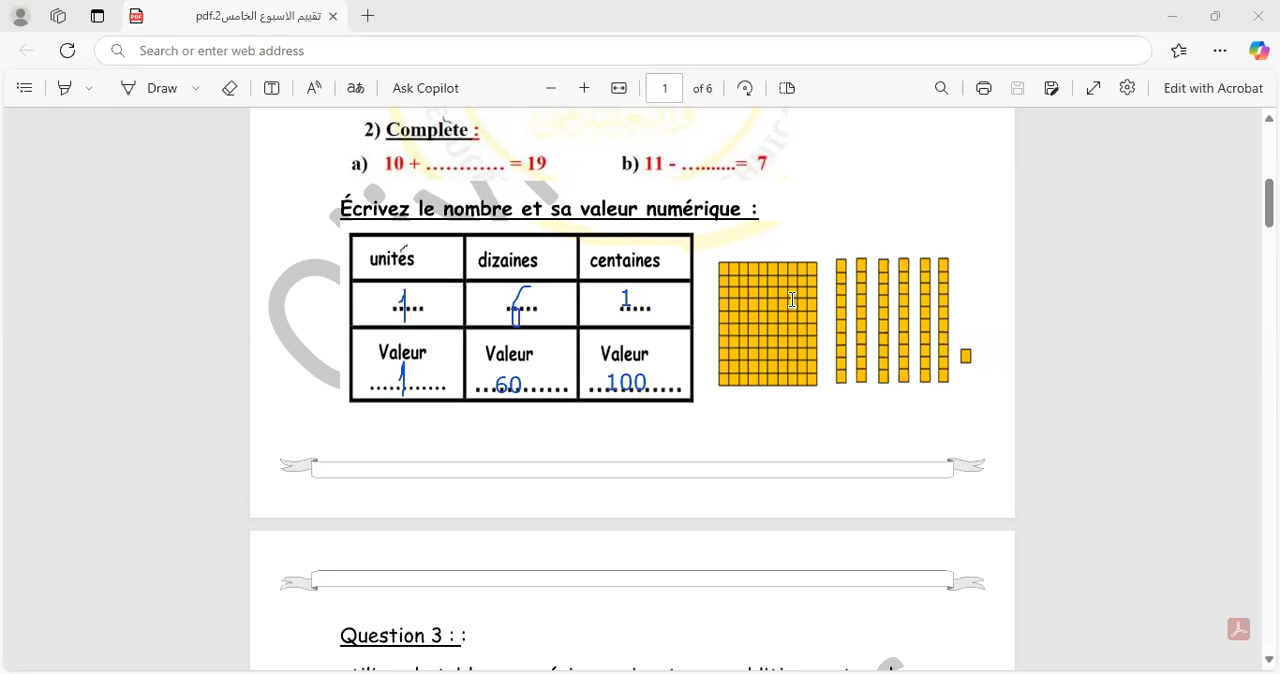 تقييم الاسبوع الخامس2.pdf
Search or enter web address
Draw
Ask Copilot
1 of 6
Edit with Acrobat
2) Complete :
a) 10 + ………… = 19 b) 11 - ….......= 7
Écrivez le nombre et sa valeur numérique :
unités dizaines centaines
1 6 1
Valeur Valeur Valeur
1 60 100
Question 3 : :